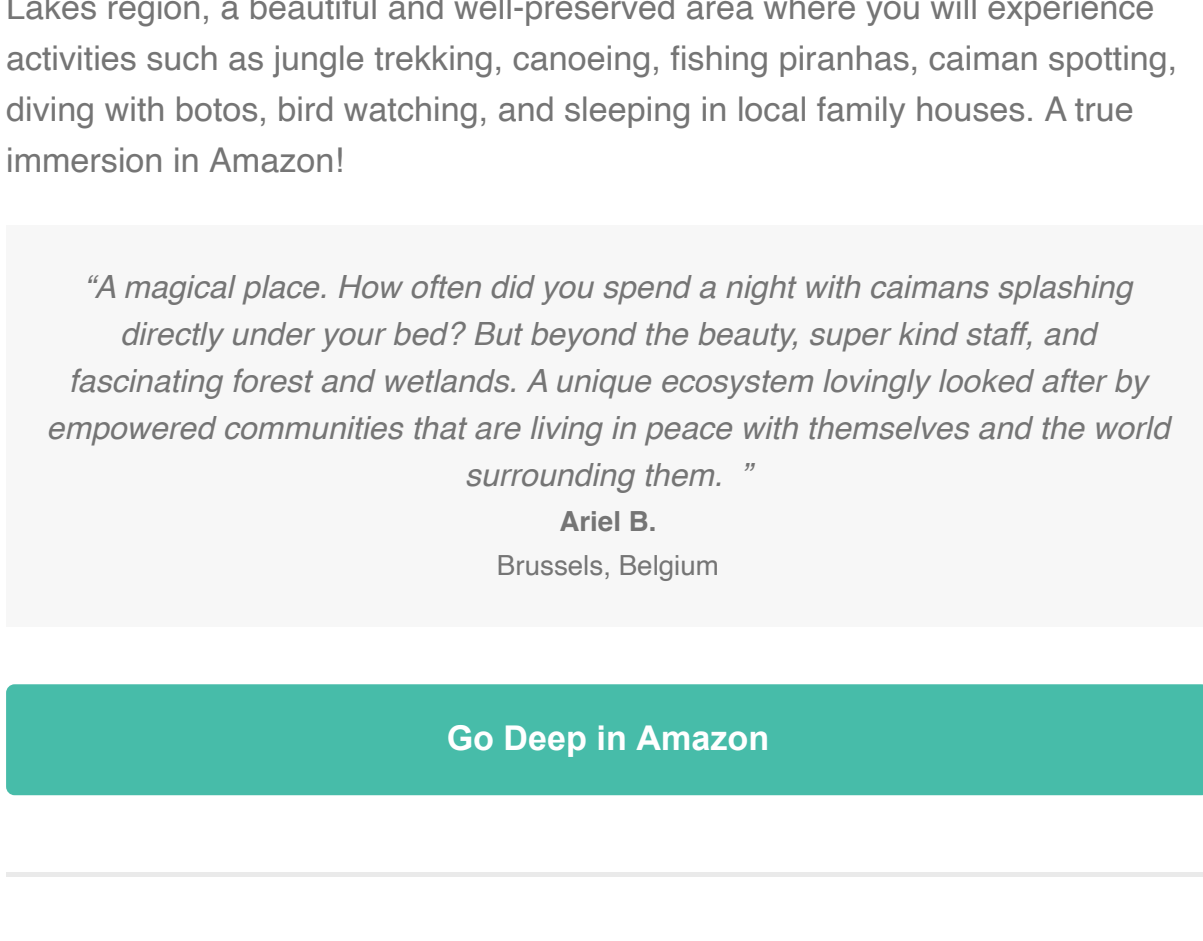 Lakes region, a beautiful and well-preserved area where you will experience
activities such as jungle trekking, canoeing, fishing piranhas, caiman spotting,
diving with botos, bird watching, and sleeping in local family houses. A true
immersion in Amazon!
“A magical place. How often did you spend a night with caimans splashing
directly under your bed? But beyond the beauty, super kind staff, and
fascinating forest and wetlands. A unique ecosystem lovingly looked after by
empowered communities that are living in peace with themselves and the world
surrounding them.  ”
Ariel B.
Brussels, Belgium
Go Deep in Amazon